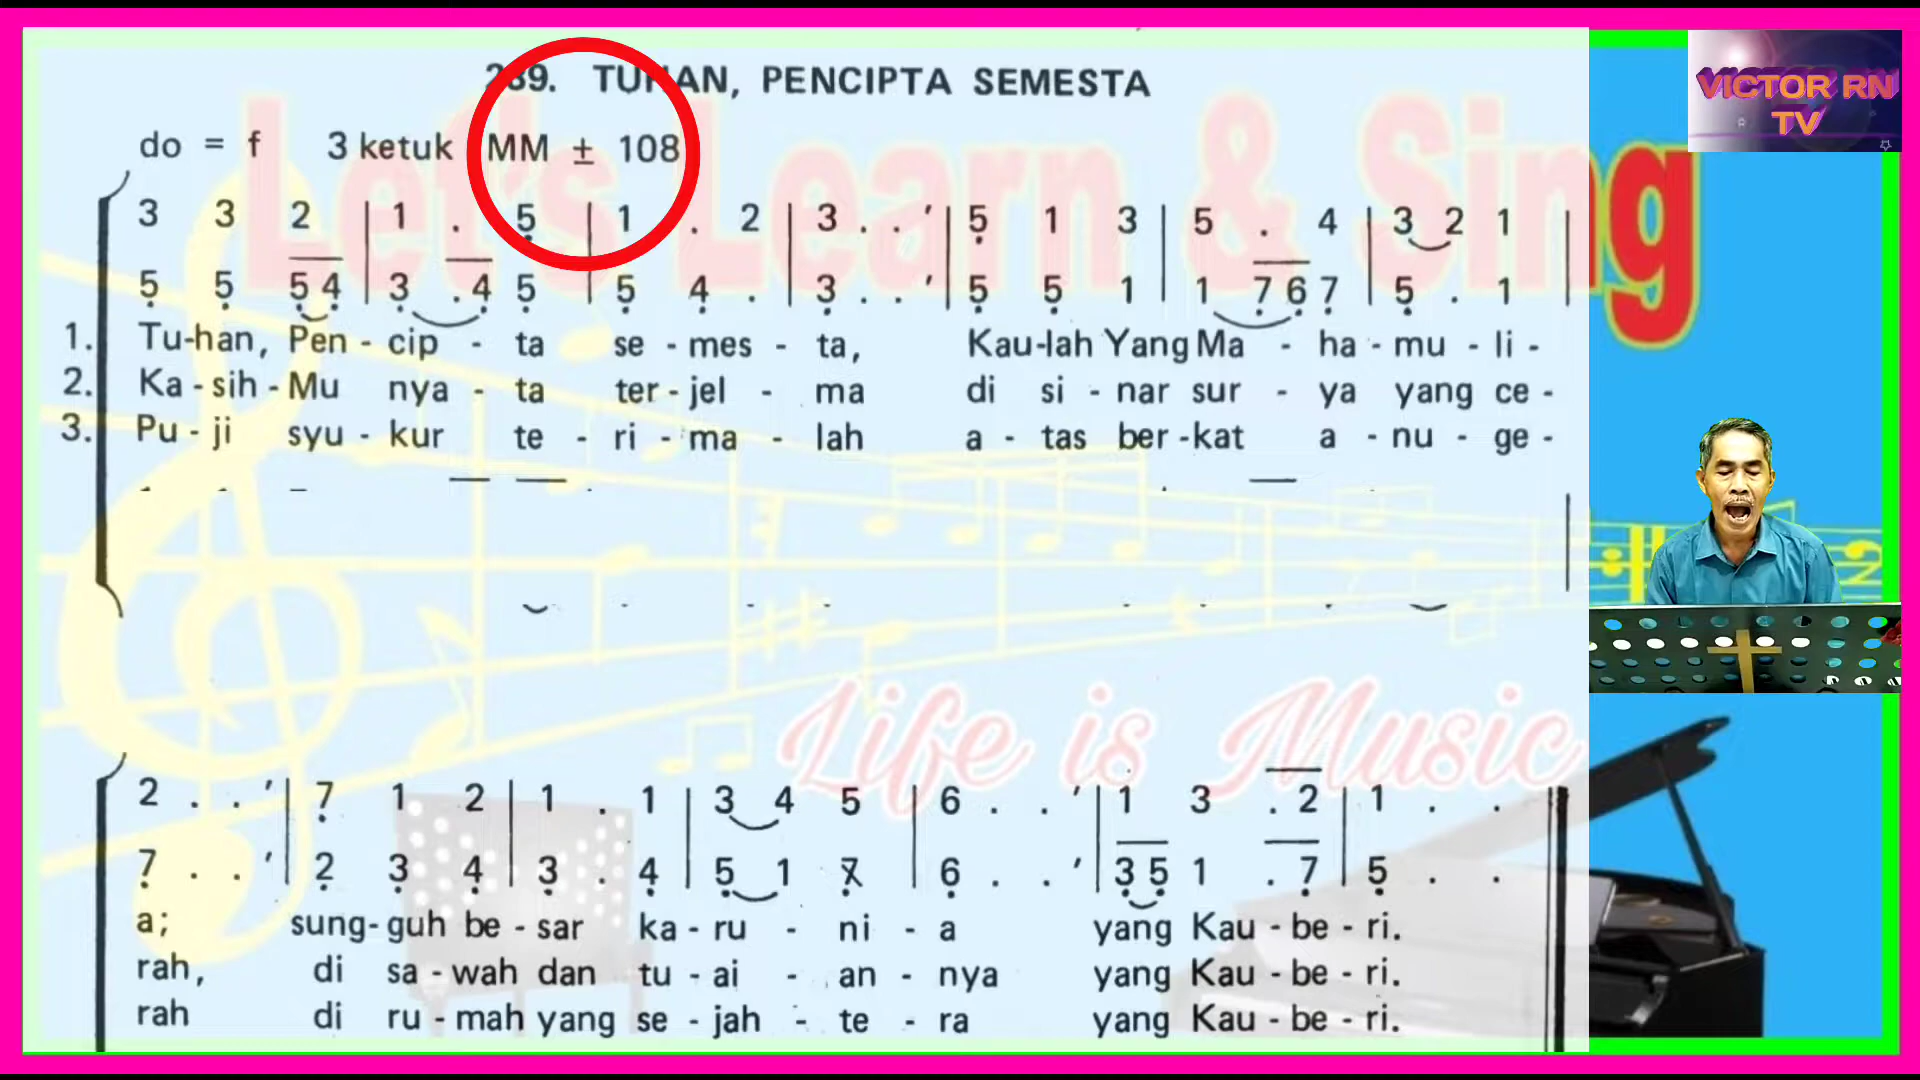 289. TUHAN, PENCIPTA SEMESTA
VICTOR RN
TV
do = f 3 ketuk MM ± 108
Let's Learn & Sing
3 3 2 | 1 . 5̣ | 1 . 2 | 3 . . ’ | 5̣ 1 3 | 5 . 4 | 3 2 1 |
5̣ 5̣ 5̣ 4̣ | 3̣ . 4̣ 5̣ | 5̣ 4̣ . | 3̣ . . ’ | 5̣ 5̣ 1 | 1 7̣ 6̣ 7̣ | 5̣ . 1 |
1. Tu-han, Pen - cip - ta se - mes - ta, Kau-lah Yang Ma - ha - mu - li -
2. Ka - sih - Mu nya - ta ter - jel - ma di si - nar sur - ya yang ce -
3. Pu - ji syu - kur te - ri - ma - lah a - tas ber - kat a - nu - ge -
Life is Music
2 . . ’ | 7̣ 1 2 | 1 . 1 | 3 4 5 | 6 . . ’ | 1̇ 3 . 2 | 1 . .
7̣ . . ’ | 2̣ 3̣ 4̣ | 3̣ . 4̣ | 5̣ 1 7̸̣ | 6̣ . . ’ | 3̣ 5̣ 1 . 7̣ | 5̣ . .
a; sung- guh be - sar ka - ru - ni - a yang Kau - be - ri.
rah, di sa - wah dan tu - ai - an - nya yang Kau - be - ri.
rah di ru - mah yang se - jah - te - ra yang Kau - be - ri.